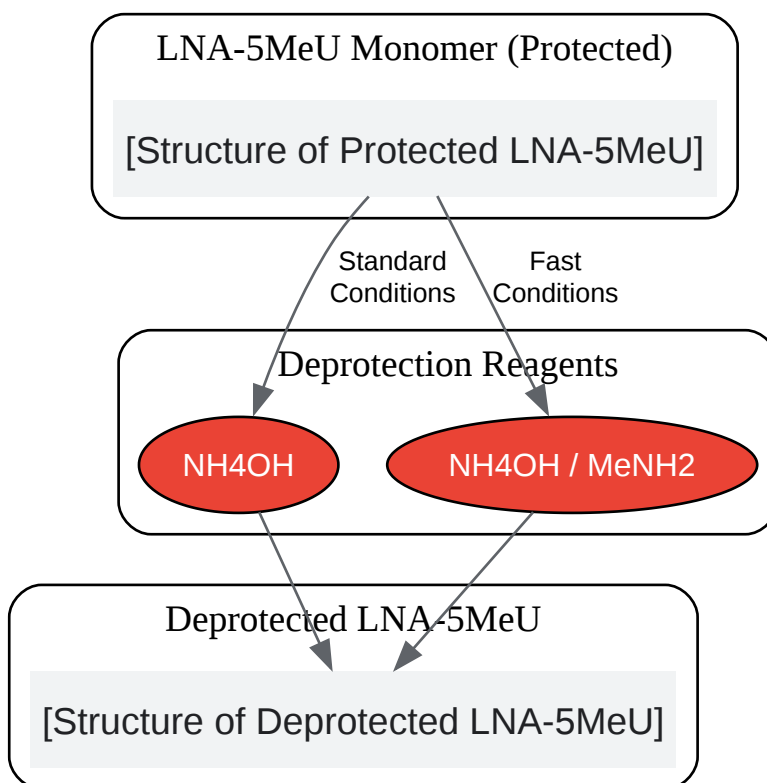 LNA-5MeU Monomer (Protected)
[Structure of Protected LNA-5MeU]
Standard
Conditions
Fast
Conditions
Deprotection Reagents
NH4OH
NH4OH / MeNH2
Deprotected LNA-5MeU
[Structure of Deprotected LNA-5MeU]